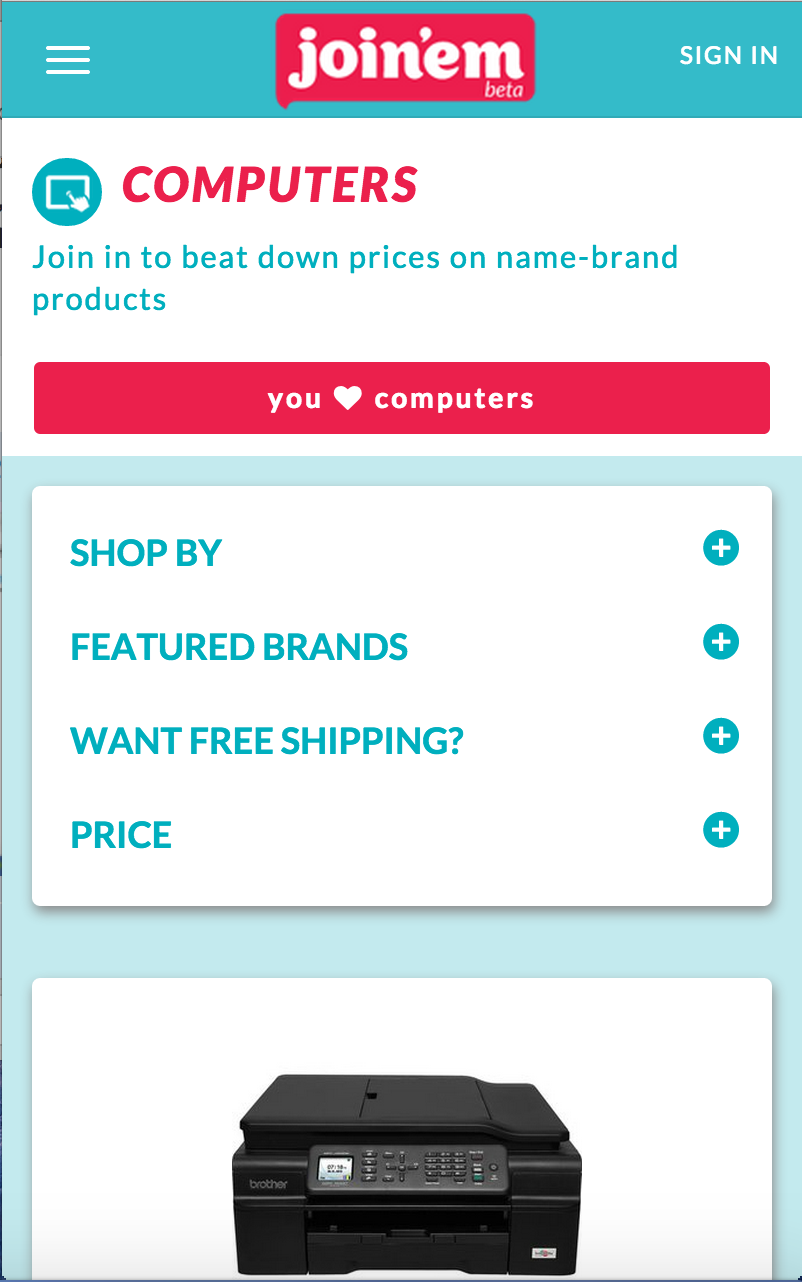 join'em
beta
SIGN IN
COMPUTERS
Join in to beat down prices on name-brand
products
you ♥ computers
SHOP BY
FEATURED BRANDS
WANT FREE SHIPPING?
PRICE
brother